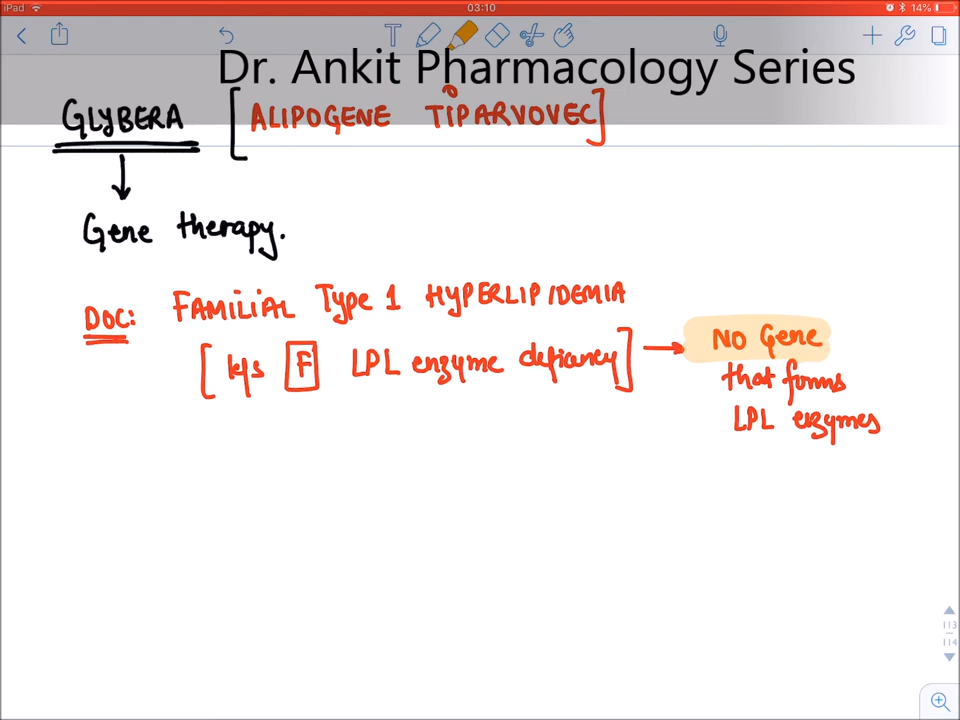 iPad 03:10 14%
Dr. Ankit Pharmacology Series
GLYBERA [ALIPOGENE TIPARVOVEC]
Gene therapy.
DOC: FAMILIAL Type 1 HYPERLIPIDEMIA
[k/s F LPL enzyme deficiency] → NO Gene
that forms
LPL enzymes
113
114